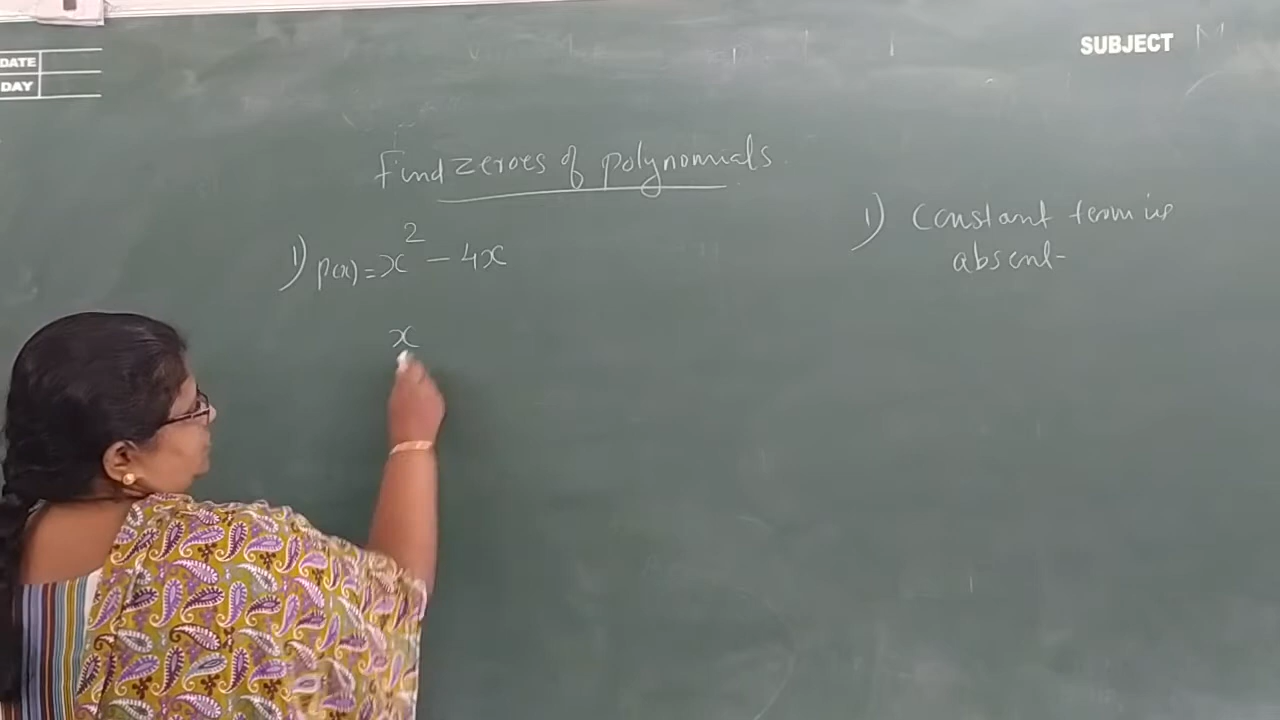 DATE
DAY
SUBJECT M
Find zeroes of polynomials
1) p(x) = x² - 4x
x
1) Constant term is
absent